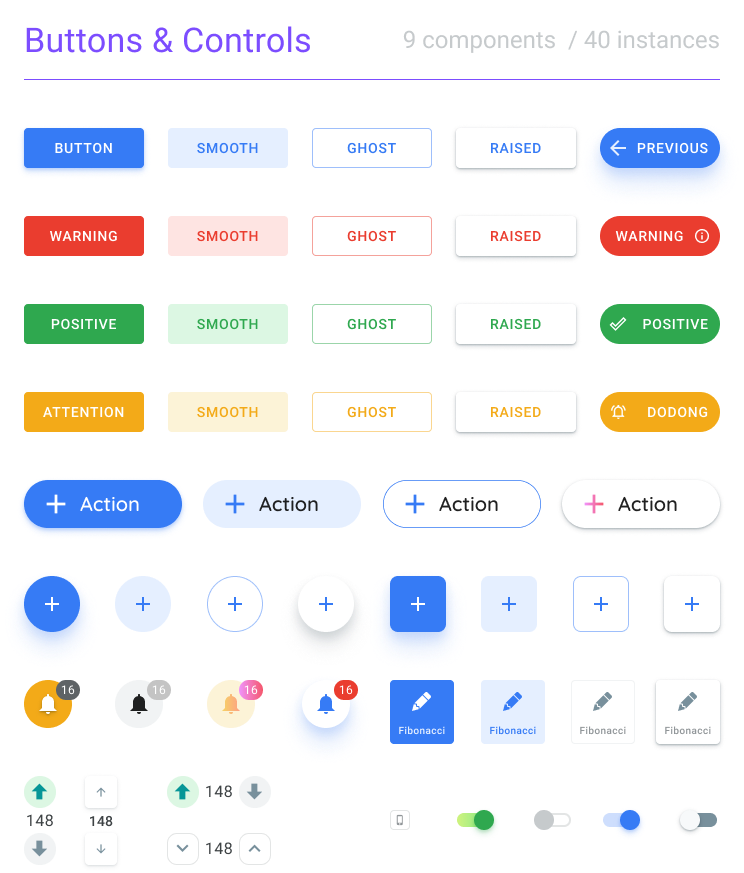 Buttons & Controls
9 components / 40 instances
BUTTON SMOOTH GHOST RAISED PREVIOUS
WARNING SMOOTH GHOST RAISED WARNING
POSITIVE SMOOTH GHOST RAISED POSITIVE
ATTENTION SMOOTH GHOST RAISED DODONG
Action Action Action Action
16 16 16 16
Fibonacci Fibonacci Fibonacci Fibonacci
148 148 148
148